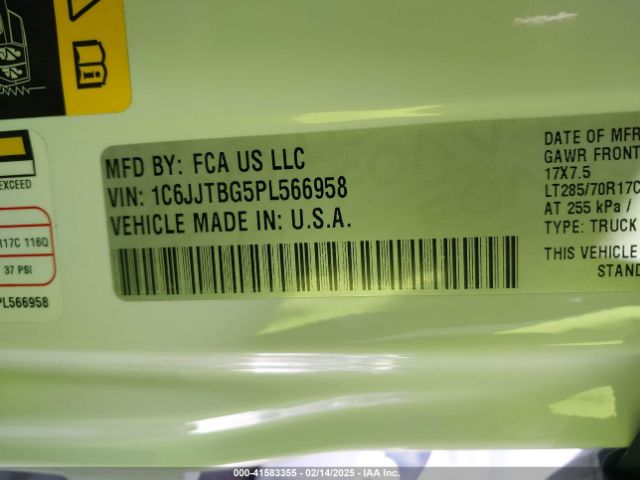 MFD BY: FCA US LLC
VIN: 1C6JJTBG5PL566958
VEHICLE MADE IN: U.S.A.
DATE OF MFR
GAWR FRONT
17X7.5
LT285/70R17C
AT 255 kPa /
TYPE: TRUCK
THIS VEHICLE
STAND
EXCEED
R17C 116Q
37 PSI
PL566958
000-41583355 - 02/14/2025 - IAAI.COM